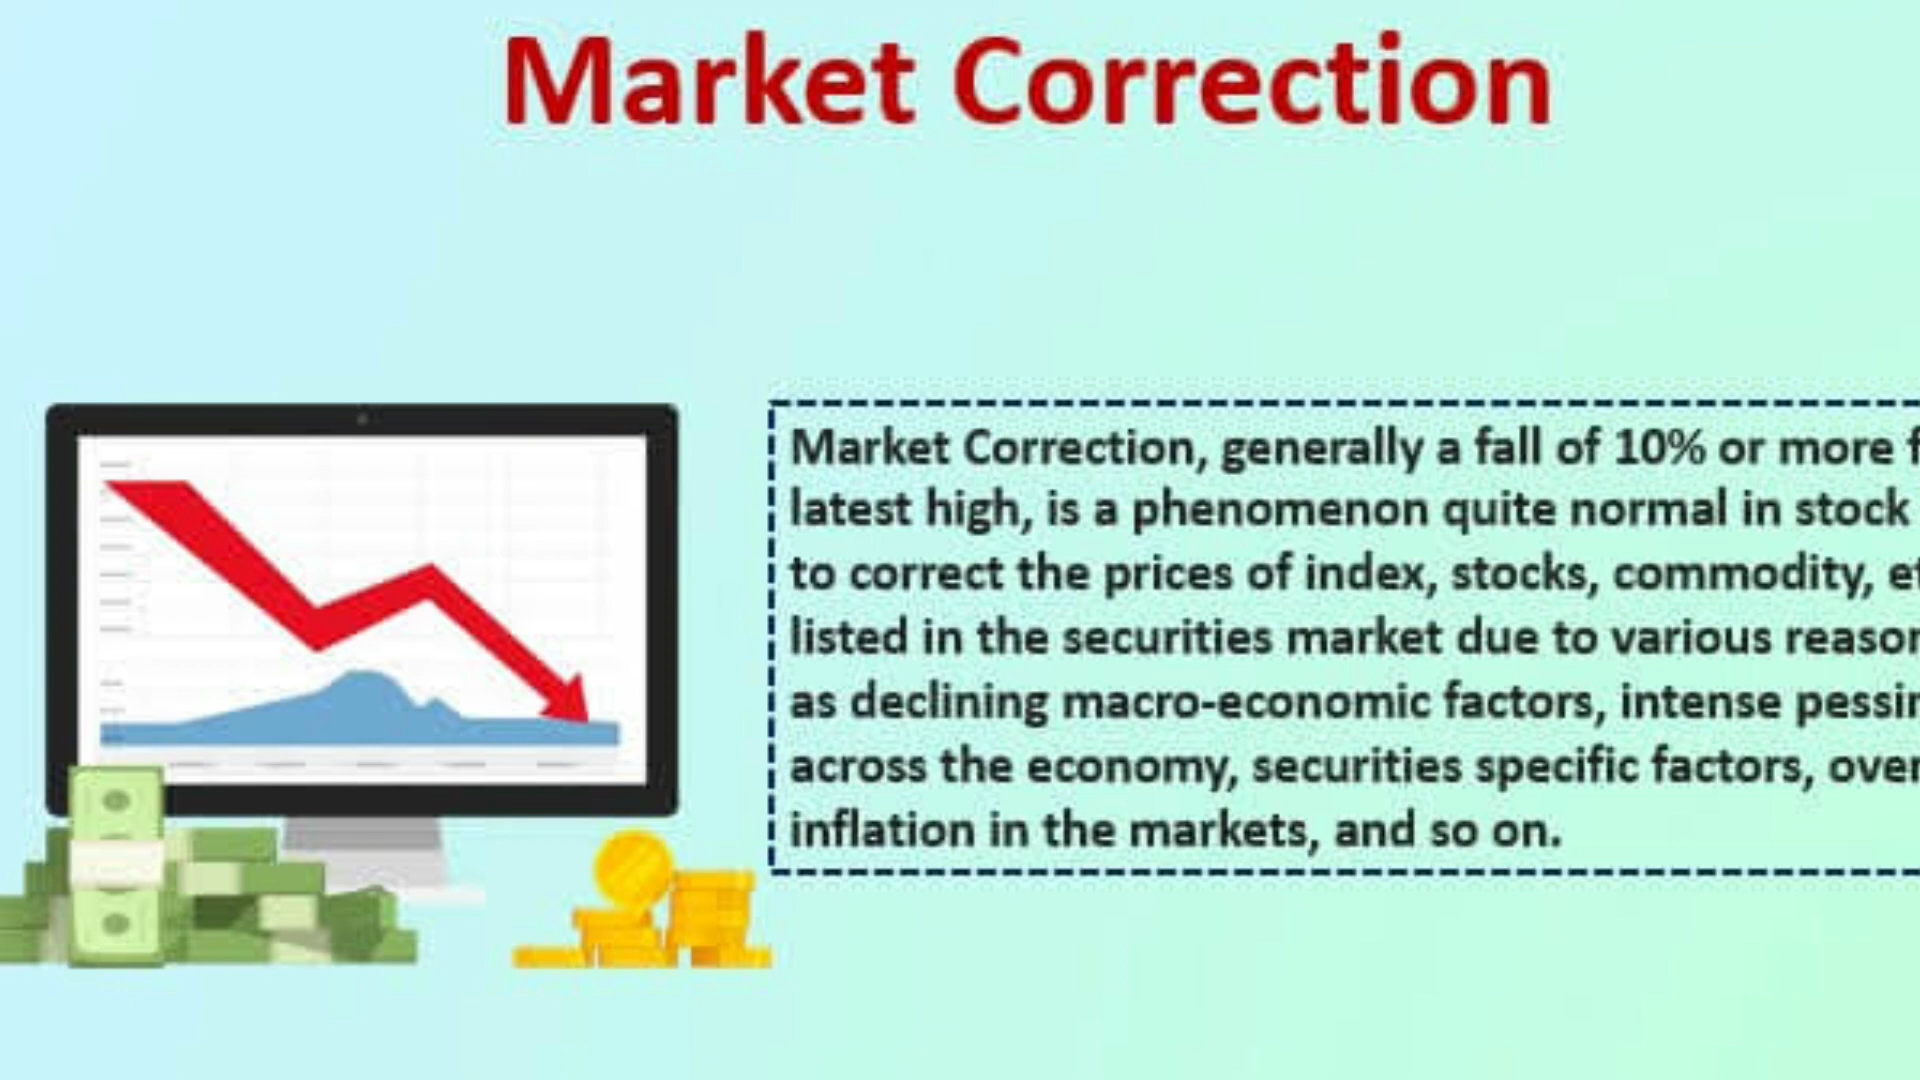 Market Correction
Market Correction, generally a fall of 10% or more
latest high, is a phenomenon quite normal in stock
to correct the prices of index, stocks, commodity,
listed in the securities market due to various
as declining macro-economic factors, intense
across the economy, securities specific factors,
inflation in the markets, and so on.